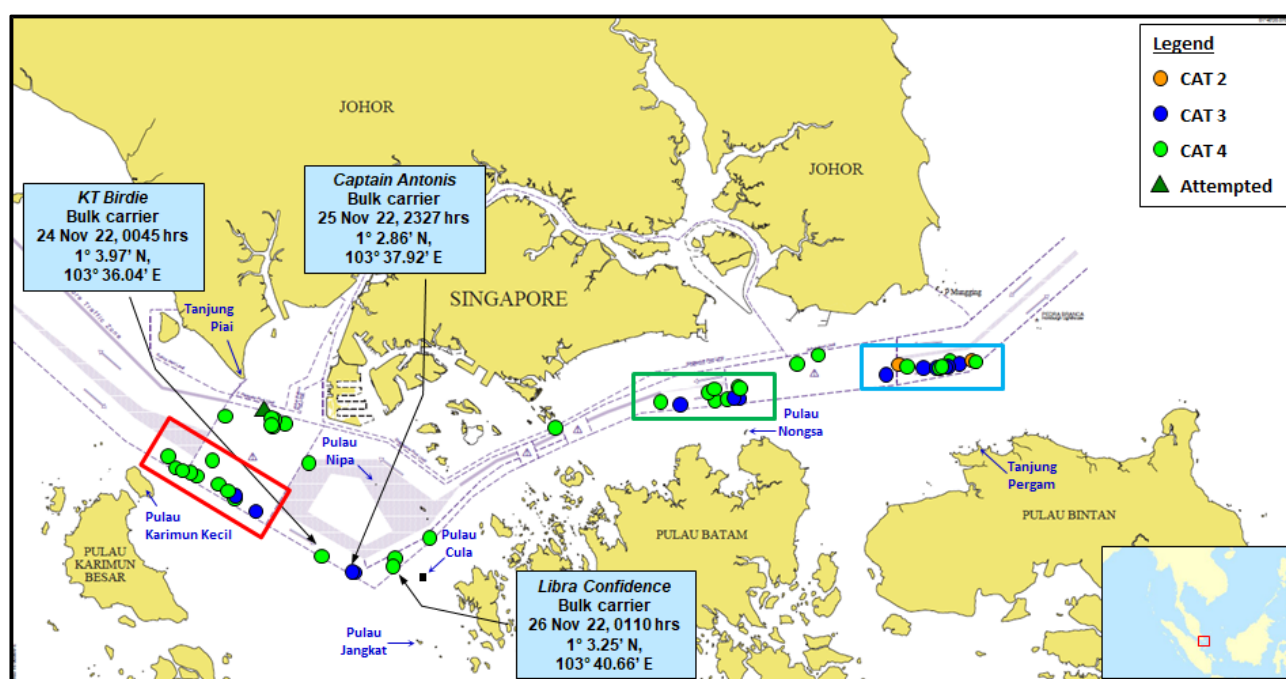 Legend
CAT 2
CAT 3
CAT 4
Attempted
JOHOR
JOHOR
KT Birdie
Bulk carrier
24 Nov 22, 0045 hrs
1° 3.97’ N,
103° 36.04’ E
Captain Antonis
Bulk carrier
25 Nov 22, 2327 hrs
1° 2.86’ N,
103° 37.92’ E
SINGAPORE
Tanjung
Piai
Pulau
Nipa
Pulau
Nongsa
Tanjung
Pergam
Pulau
Karimun Kecil
PULAU
KARIMUN
BESAR
Pulau
Cula
PULAU BATAM
PULAU BINTAN
Libra Confidence
Bulk carrier
26 Nov 22, 0110 hrs
1° 3.25’ N,
103° 40.66’ E
Pulau
Jangkat